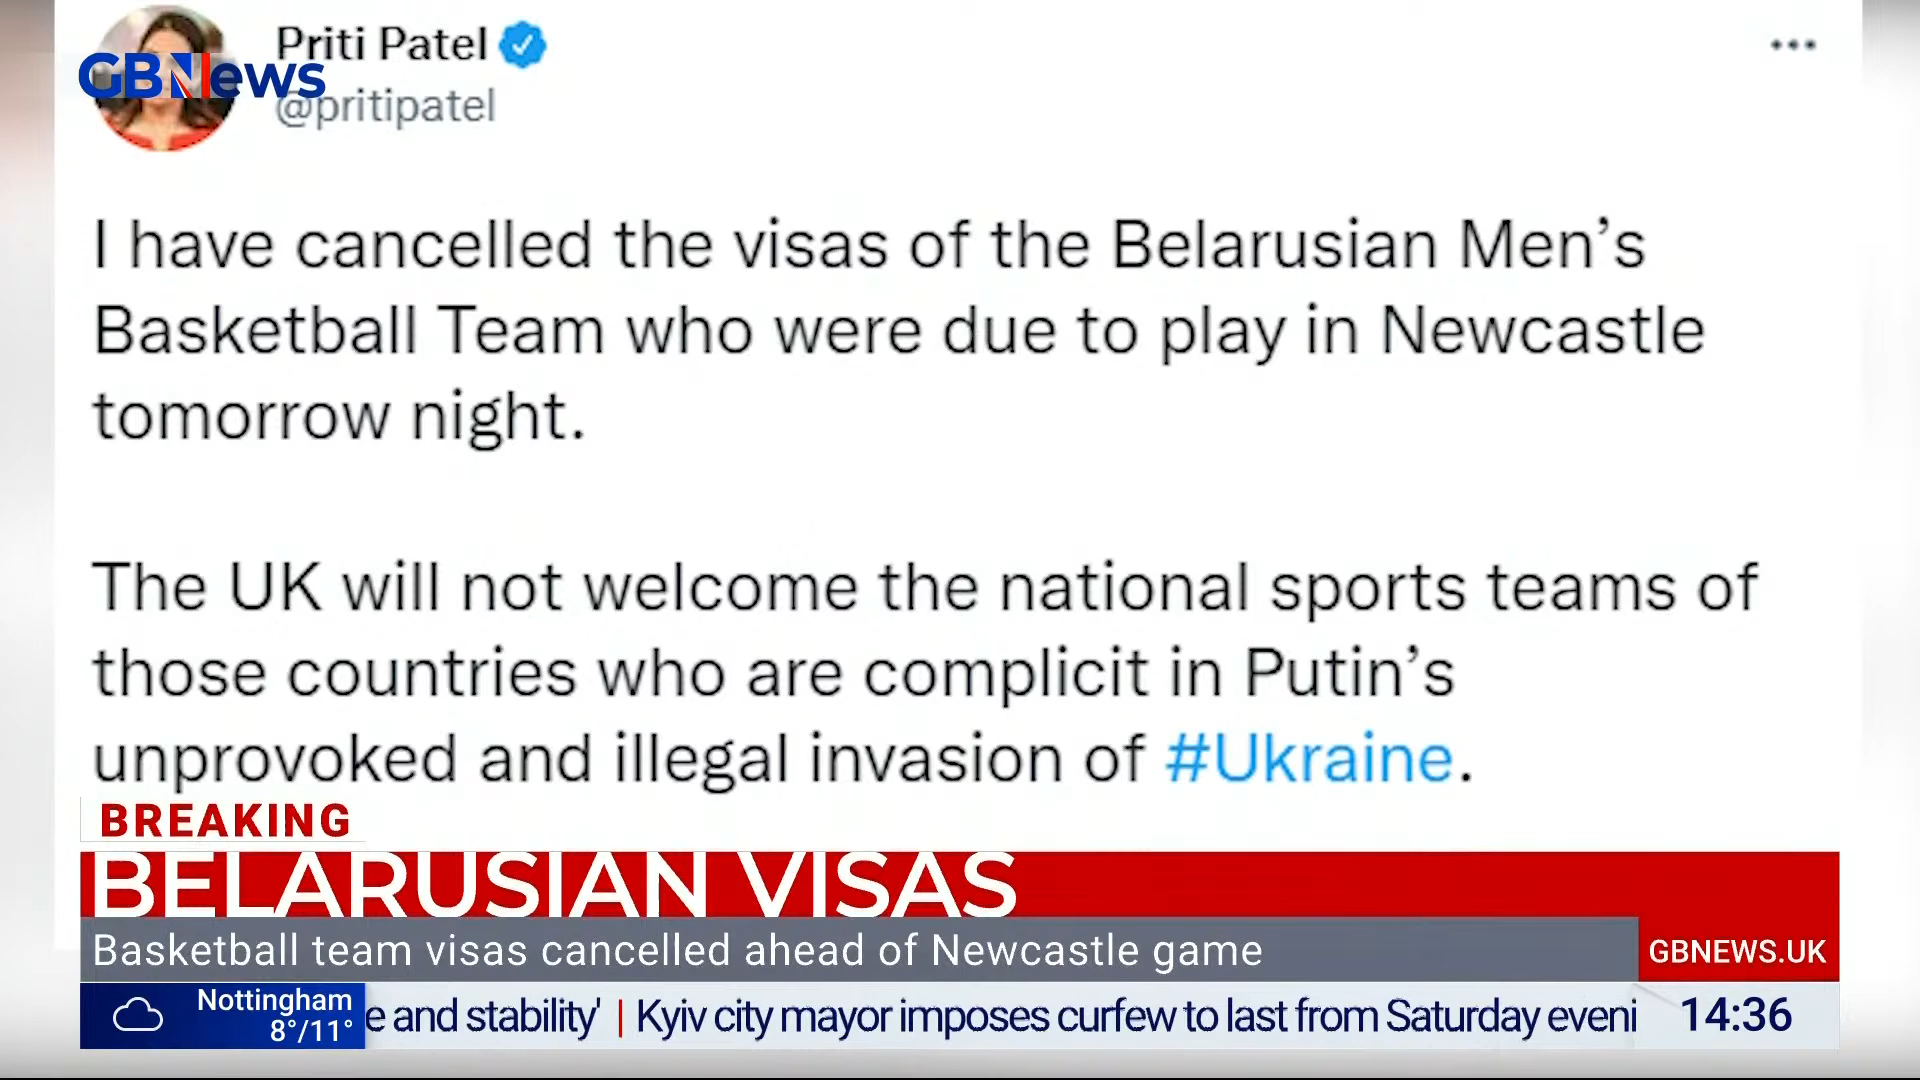 Priti Patel
GBNews
@pritipatel
I have cancelled the visas of the Belarusian Men’s
Basketball Team who were due to play in Newcastle
tomorrow night.
The UK will not welcome the national sports teams of
those countries who are complicit in Putin’s
unprovoked and illegal invasion of #Ukraine.
BREAKING
BELARUSIAN VISAS
Basketball team visas cancelled ahead of Newcastle game
GBNEWS.UK
Nottingham
8°/11°
e and stability' | Kyiv city mayor imposes curfew to last from Saturday eveni
14:36